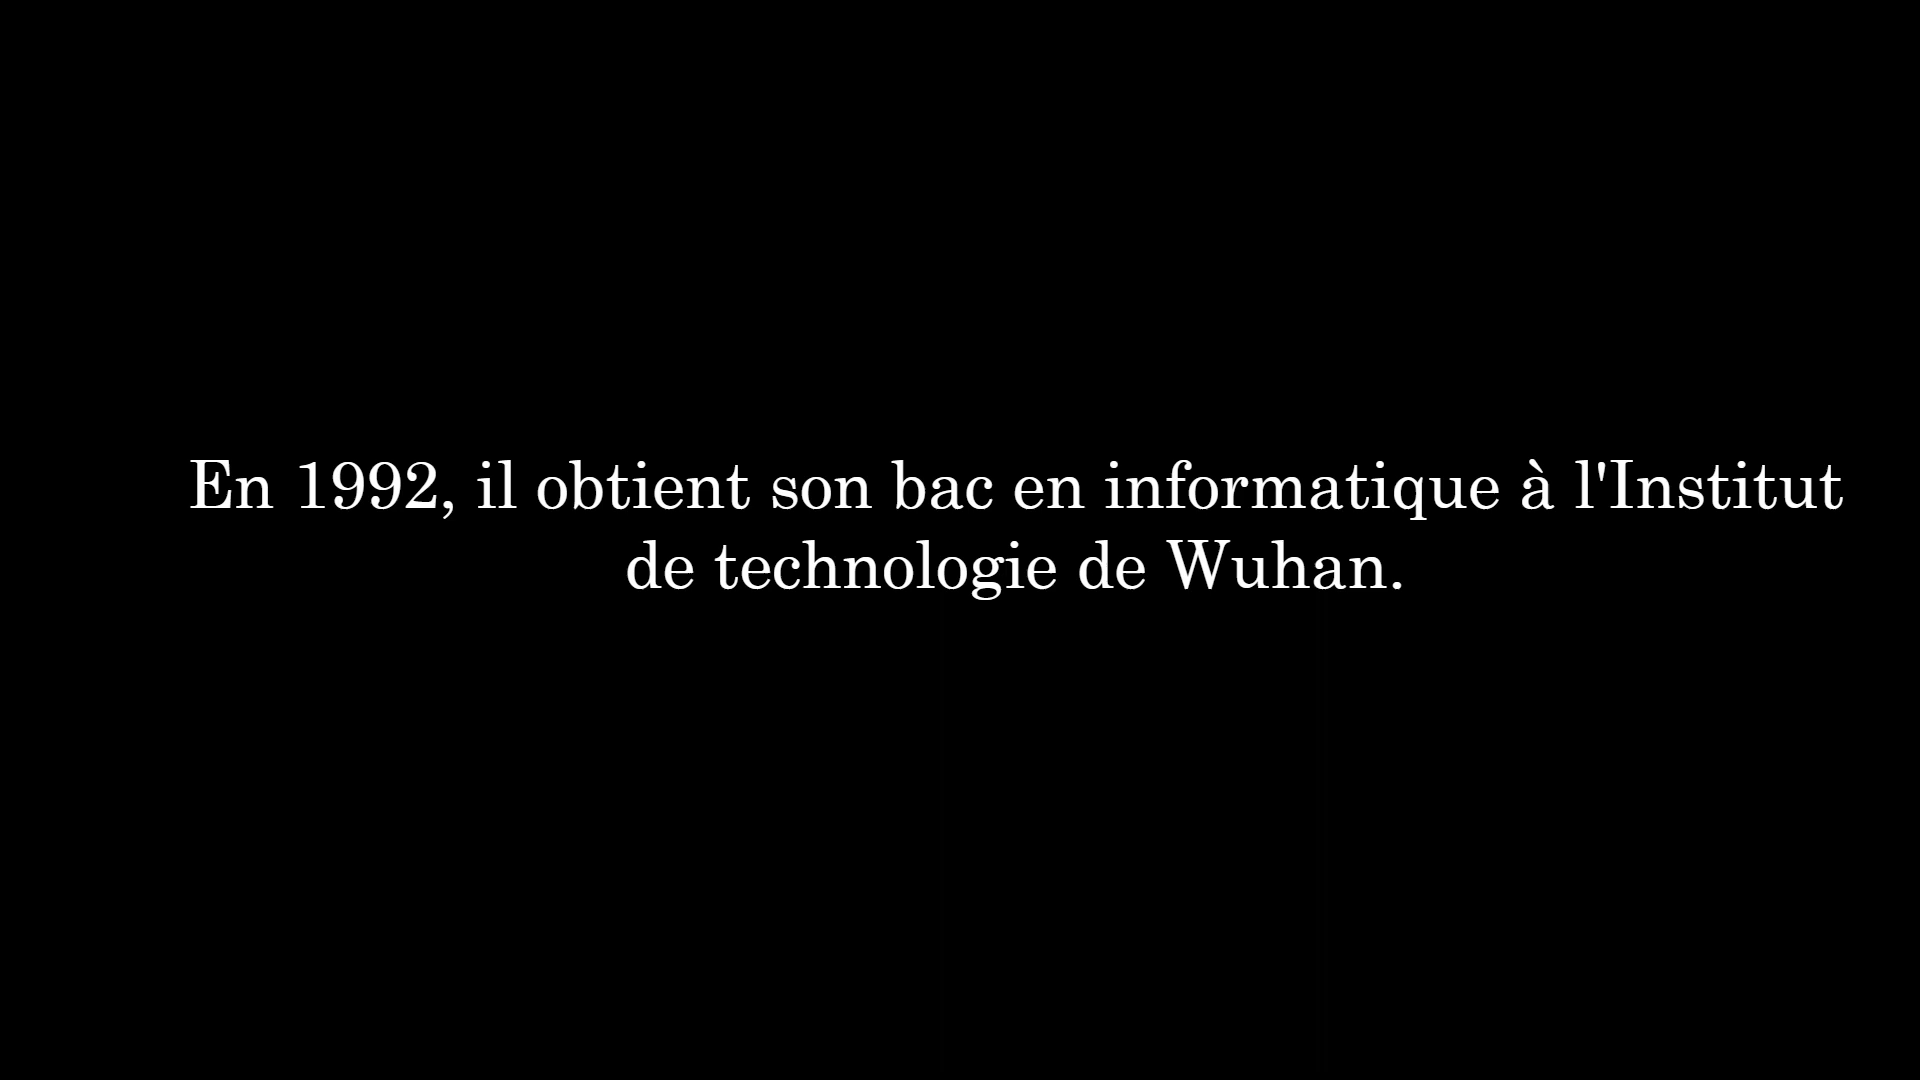 En 1992, il obtient son bac en informatique à l'Institut
de technologie de Wuhan.